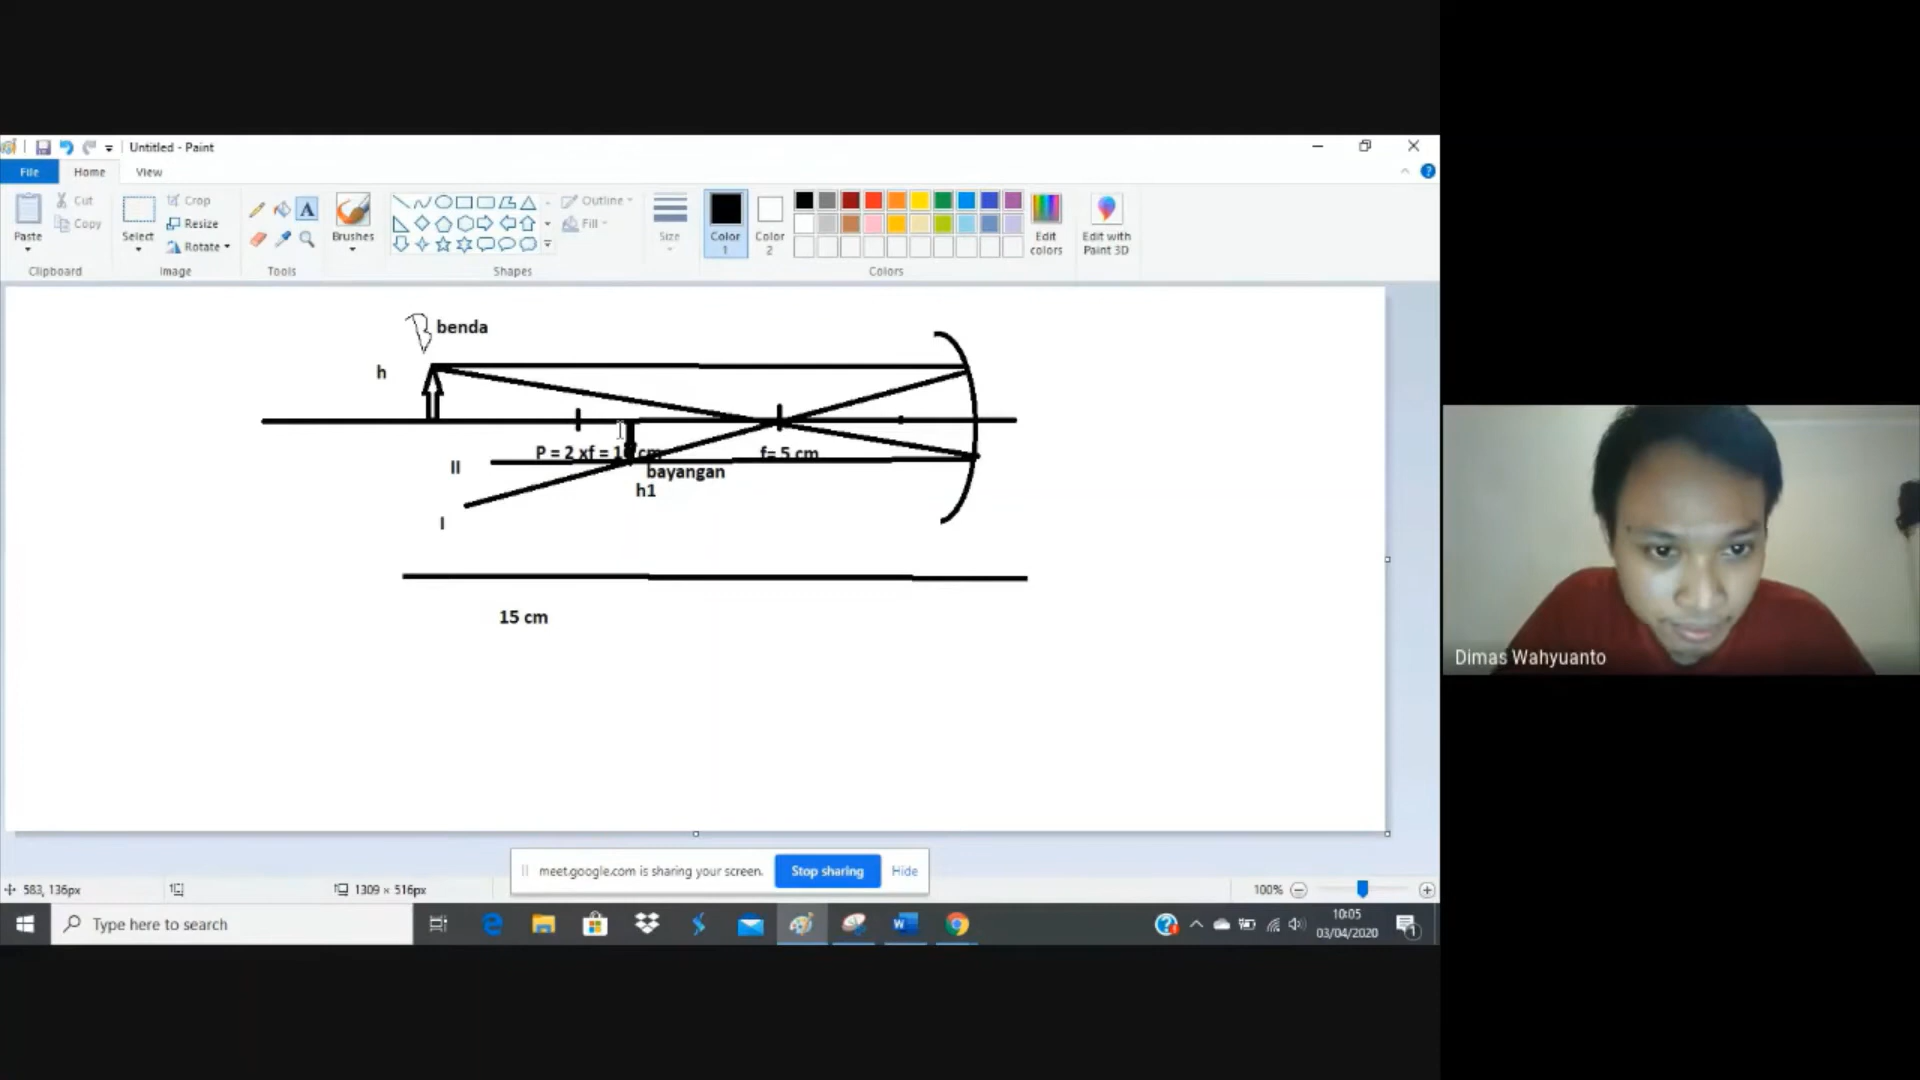 Untitled - Paint
File Home View
Paste
Cut
Copy
Clipboard
Select
Crop
Resize
Rotate
Image
A
Tools
Brushes
Shapes
Outline
Fill
Size
Color 1
Color 2
Colors
Edit colors
Edit with Paint 3D
benda
h
P = 2 xf = 1 cm
f= 5 cm
II
bayangan
h1
I
15 cm
Dimas Wahyuanto
meet.google.com is sharing your screen.
Stop sharing
Hide
583, 136px
1309 × 516px
100%
Type here to search
10:05
03/04/2020